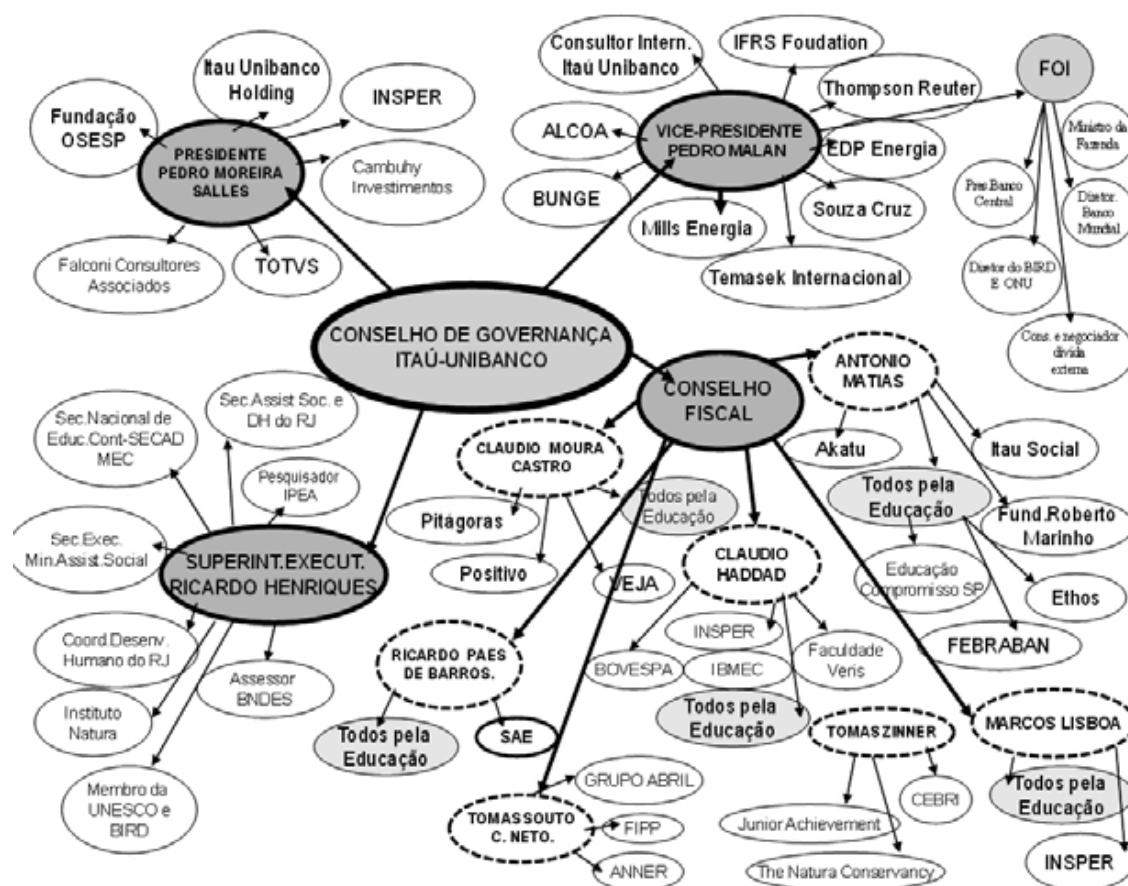 Fundação
OSESP
Itau Unibanco
Holding
INSPER
PRESIDENTE
PEDRO MOREIRA
SALLES
Cambuhy
Investimentos
Falconi Consultores
Associados
TOTVS
Consultor Intern.
Itaú Unibanco
IFRS Foudation
Thompson Reuter
ALCOA
VICE-PRESIDENTE
PEDRO MALAN
EDP Energia
BUNGE
Souza Cruz
Mills Energia
Temasek Internacional
FOI
Ministro da
Fazenda
Pres.Banco
Central
Diretor.
Banco
Mundial
Diretor do BIRD
E ONU
Cons. e negociador
dívida
externa
CONSELHO DE GOVERNANÇA
ITAÚ-UNIBANCO
CONSELHO
FISCAL
ANTONIO
MATIAS
Akatu
Itau Social
Todos pela
Educação
Fund.Roberto
Marinho
Educação
Compromisso SP
Ethos
FEBRABAN
Sec.Nacional de
Educ.Cont-SECAD
MEC
Sec.Assist Soc. e
DH do RJ
Pesquisador
IPEA
Sec.Exec.
Min.Assist.Social
SUPERINT.EXECUT.
RICARDO HENRIQUES
Coord.Desenv.
Humano do RJ
Assessor
BNDES
Instituto
Natura
Membro da
UNESCO e
BIRD
CLAUDIO MOURA
CASTRO
Pitágoras
Todos pela
Educação
Positivo
VEJA
CLAUDIO
HADDAD
INSPER
BOVESPA
IBMEC
Faculdade
Veris
Todos pela
Educação
RICARDO PAES
DE BARROS.
Todos pela
Educação
SAE
TOMAS SOUTO
C. NETO.
GRUPO ABRIL
FIPP
ANNER
TOMAS ZINNER
CEBRI
Junior Achievement
The Natura Conservancy
MARCOS LISBOA
Todos pela
Educação
INSPER